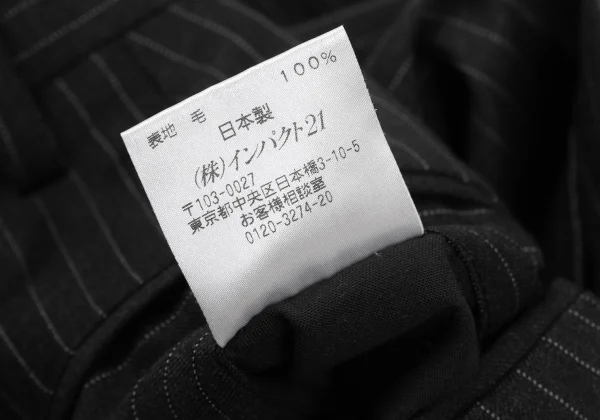 表地 毛 100%
日本製
(株)インパクト21
〒103-0027
東京都中央区日本橋3-10-5
お客様相談室
0120-3274-20